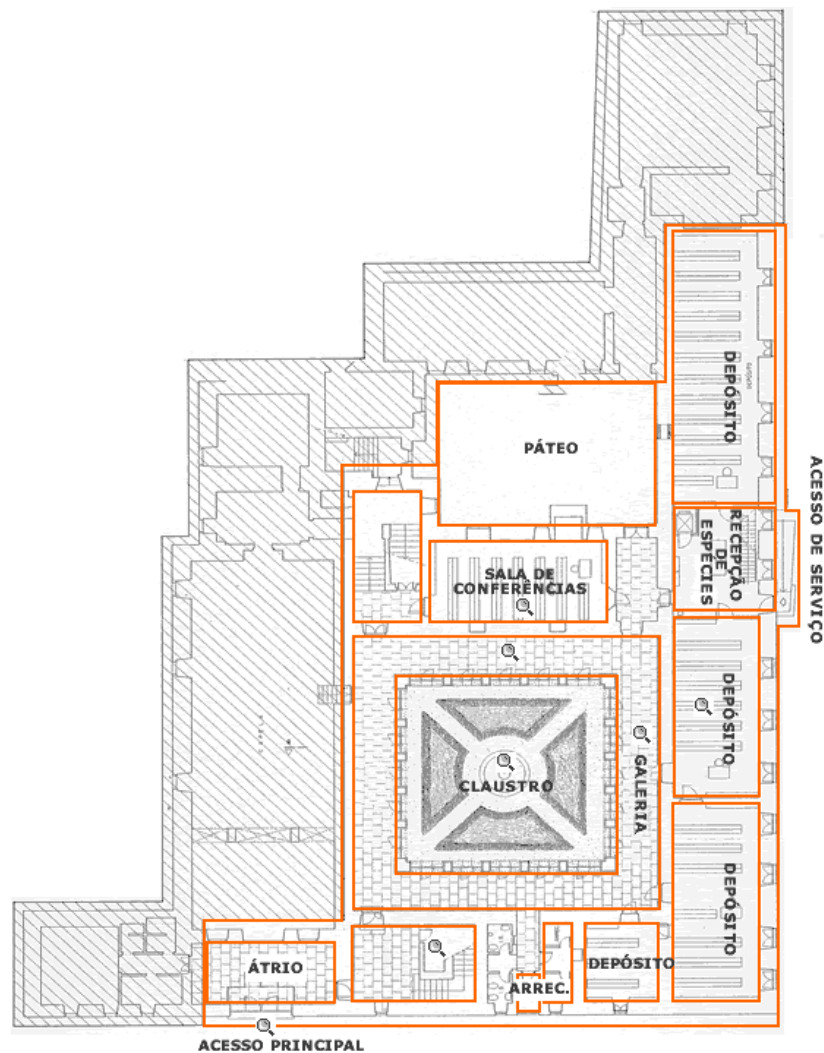 DEPÓSITO
PÁTEO
ACESSO DE SERVIÇO
RECEPÇÃO
DE
ESPÉCIES
SALA DE
CONFERÊNCIAS
DEPÓSITO
GALERIA
CLAUSTRO
DEPÓSITO
ÁTRIO
DEPÓSITO
ARREC.
ACESSO PRINCIPAL